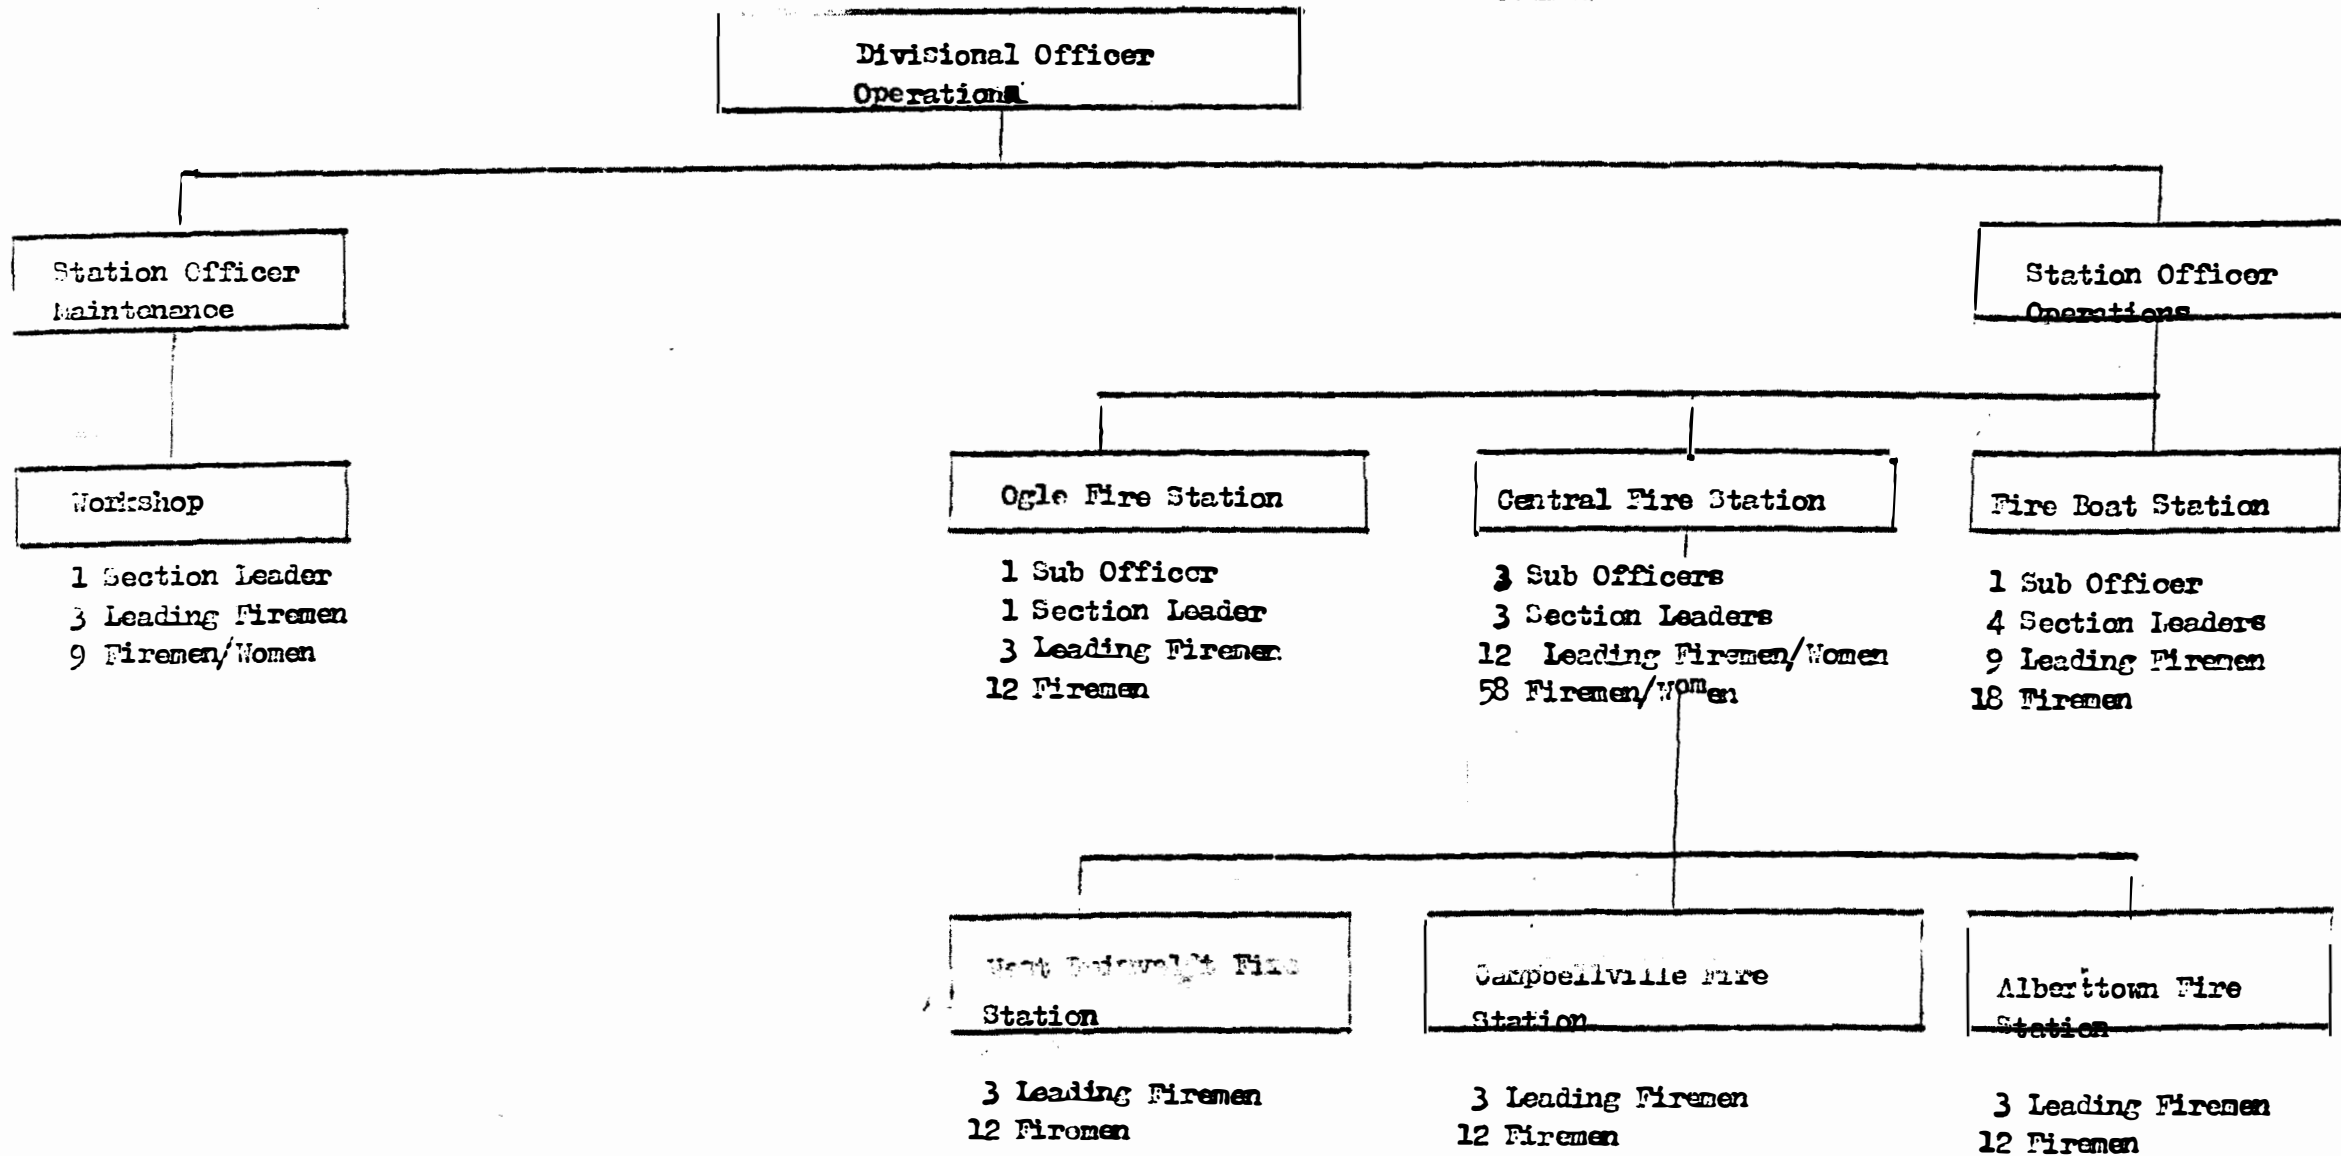 Divisional Officer
Operations
Station Officer
Maintenance
Station Officer
Operations
Workshop
1 Section Leader
3 Leading Firemen
9 Firemen/Women
Ogle Fire Station
1 Sub Officer
1 Section Leader
3 Leading Firemen
12 Firemen
Central Fire Station
3 Sub Officers
3 Section Leaders
12 Leading Firemen/Women
58 Firemen/Women
Fire Boat Station
1 Sub Officer
4 Section Leaders
9 Leading Firemen
18 Firemen
West Fire
Station
3 Leading Firemen
12 Firomen
Campbellville Fire
Station
3 Leading Firemen
12 Firemen
Alberttown Fire
Station
3 Leading Firemen
12 Firemen